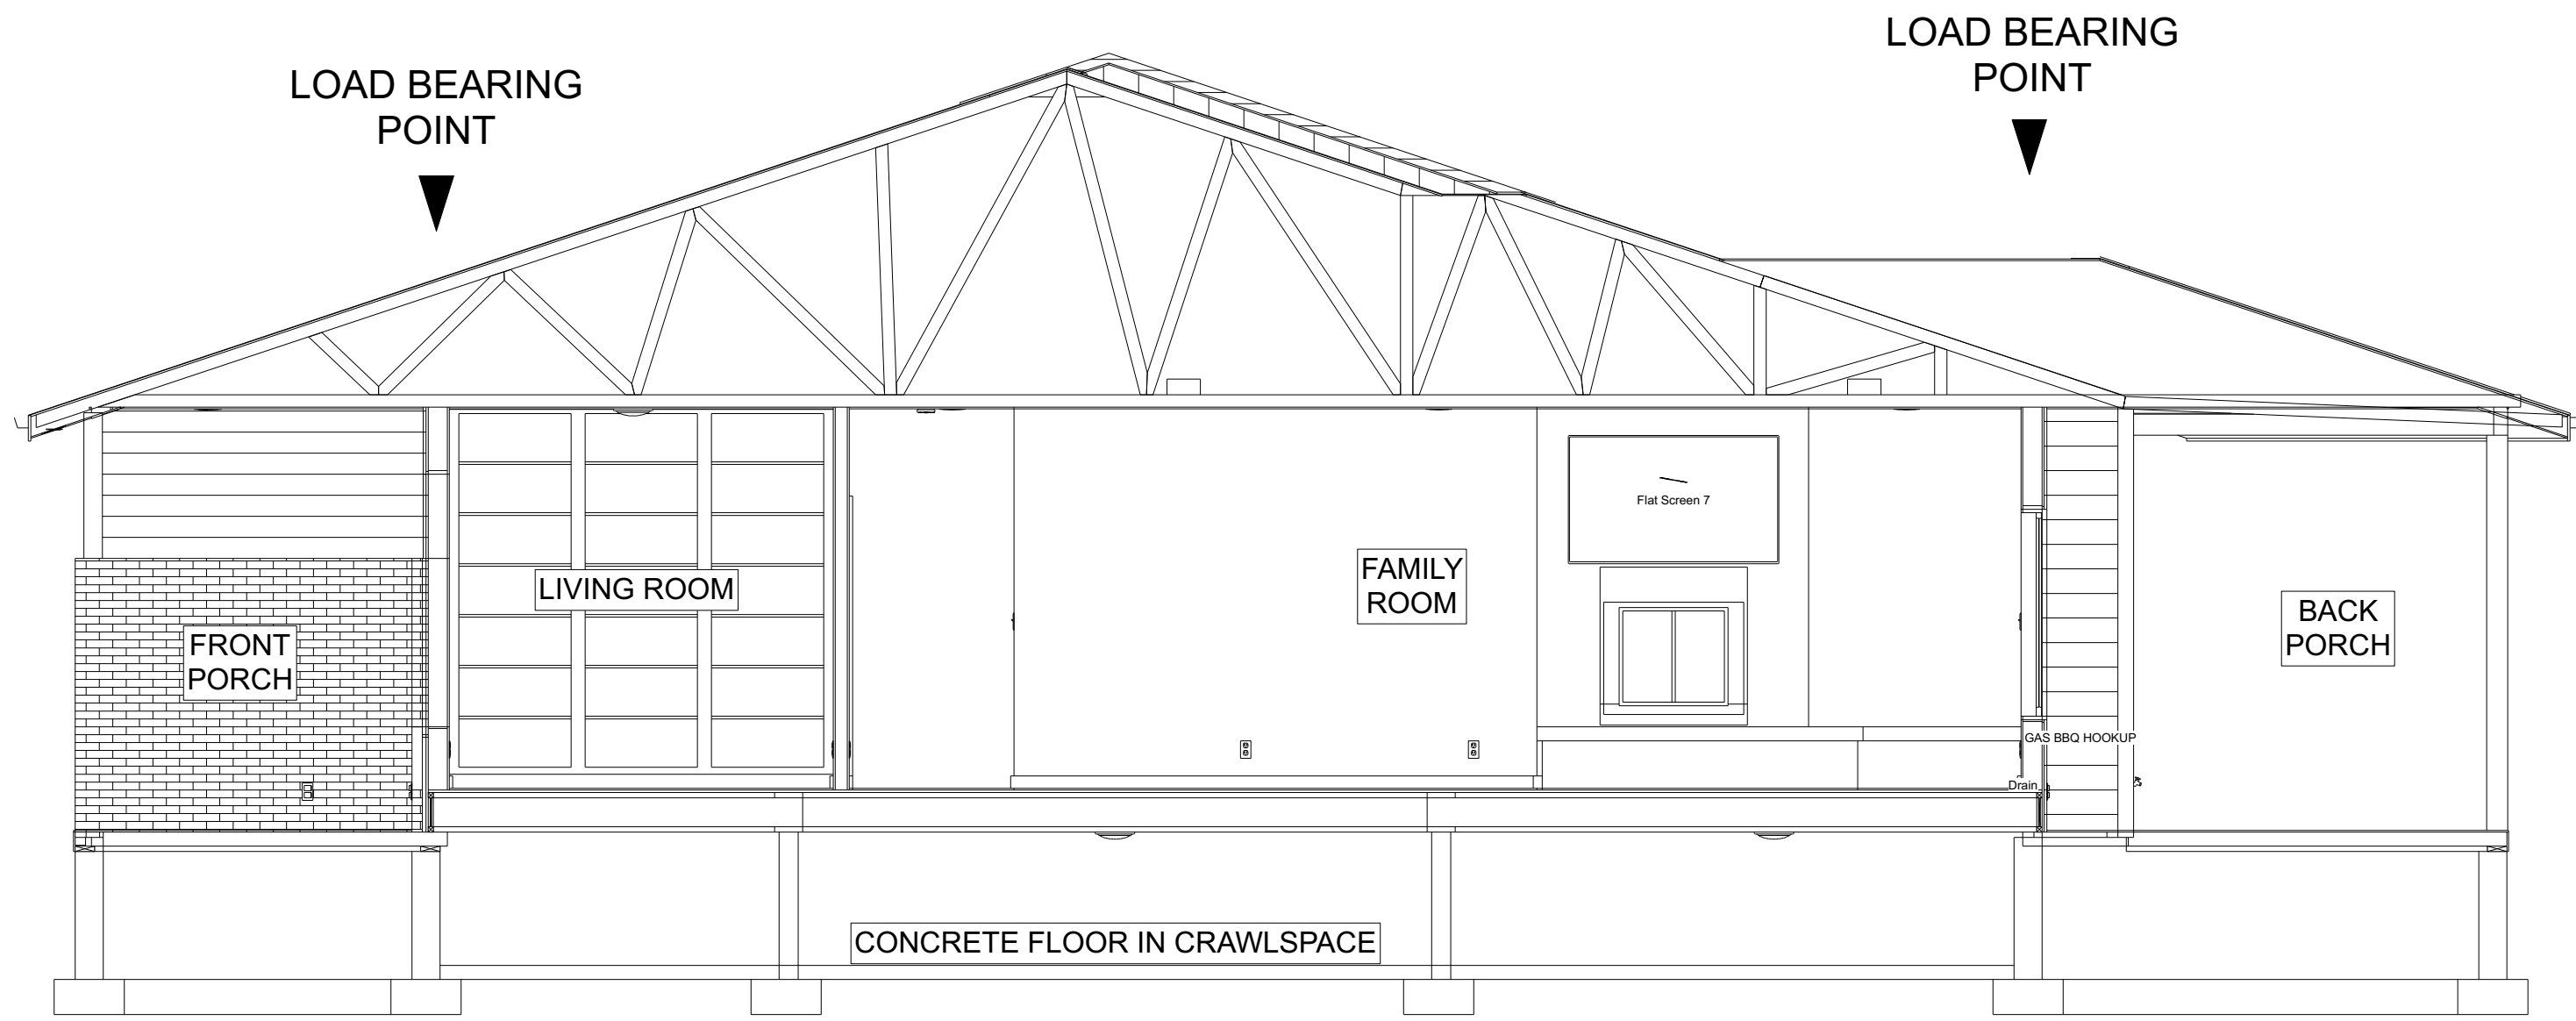 LOAD BEARING
POINT
LOAD BEARING
POINT
Flat Screen 7
LIVING ROOM
FAMILY
ROOM
FRONT
PORCH
BACK
PORCH
GAS BBQ HOOKUP
Drain
CONCRETE FLOOR IN CRAWLSPACE